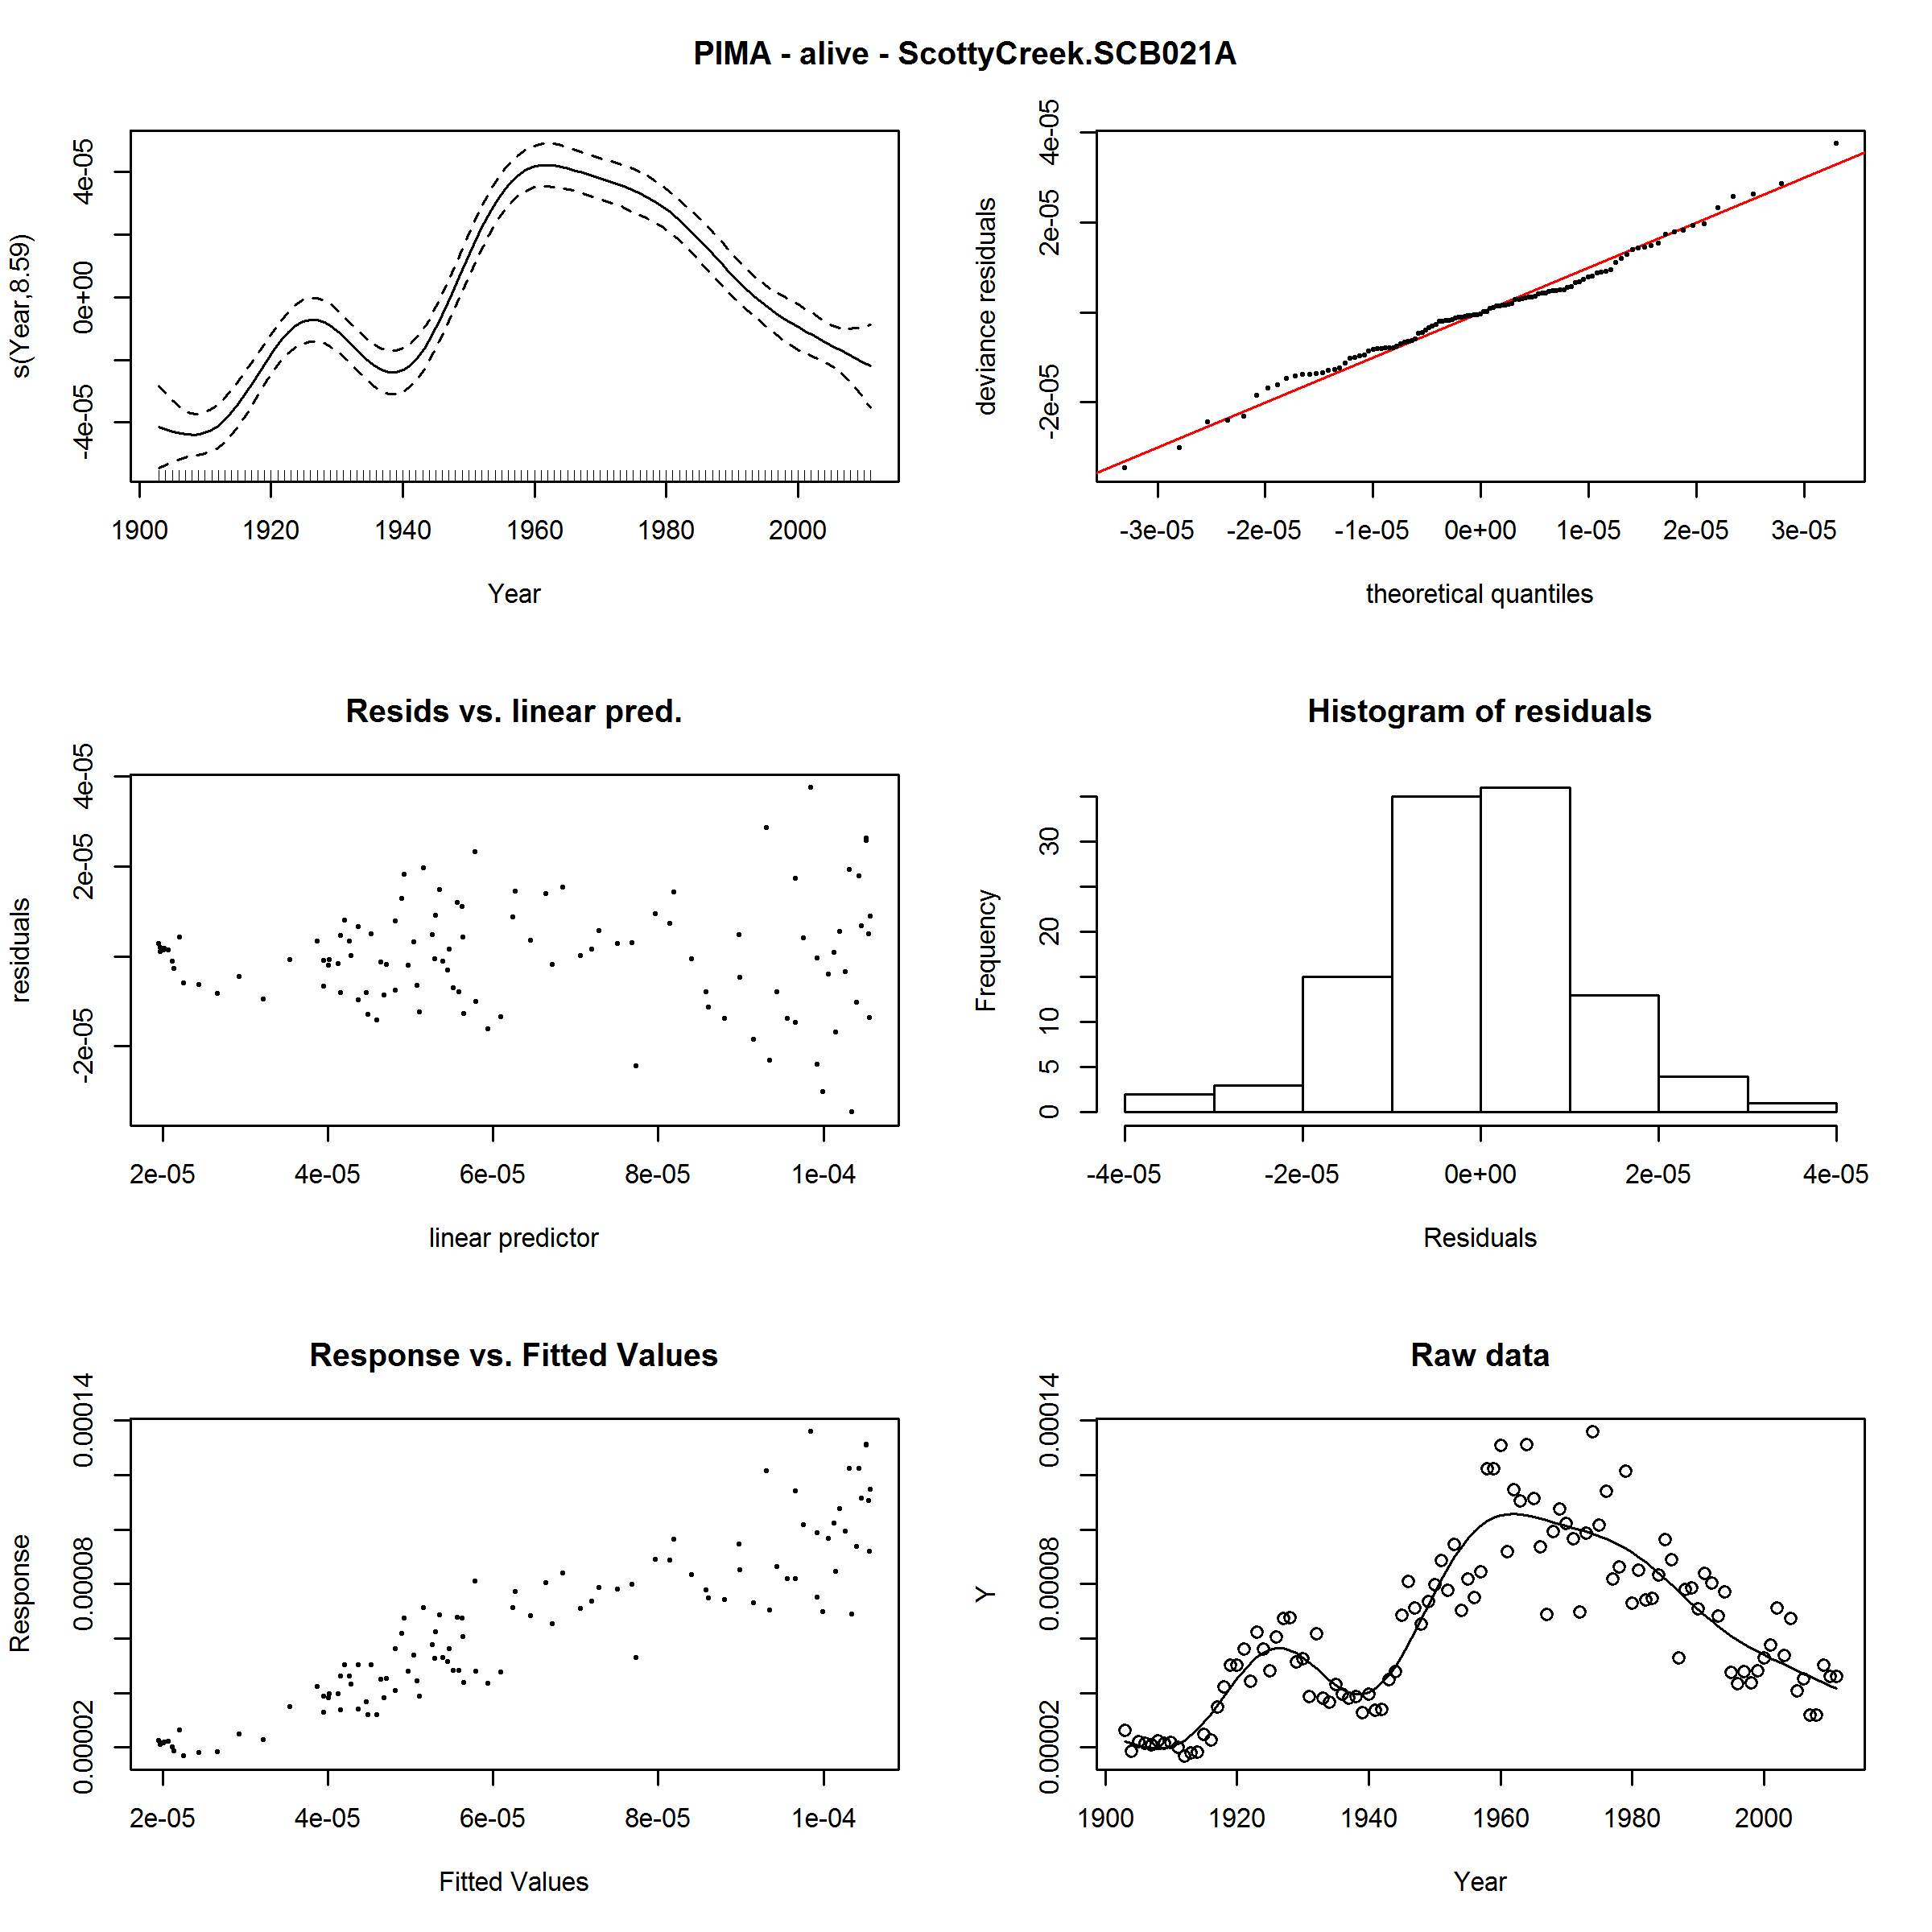 PIMA - alive - ScottyCreek.SCB021A
s(Year,8.59)
-4e-05 0e+00 4e-05
1900 1920 1940 1960 1980 2000
Year
deviance residuals
-2e-05 2e-05 4e-05
-3e-05 -2e-05 -1e-05 0e+00 1e-05 2e-05 3e-05
theoretical quantiles
Resids vs. linear pred.
residuals
-2e-05 2e-05 4e-05
2e-05 4e-05 6e-05 8e-05 1e-04
linear predictor
Histogram of residuals
Frequency
0 5 10 20 30
-4e-05 -2e-05 0e+00 2e-05 4e-05
Residuals
Response vs. Fitted Values
Response
0.00002 0.00008 0.00014
2e-05 4e-05 6e-05 8e-05 1e-04
Fitted Values
Raw data
Y
0.00002 0.00008 0.00014
1900 1920 1940 1960 1980 2000
Year